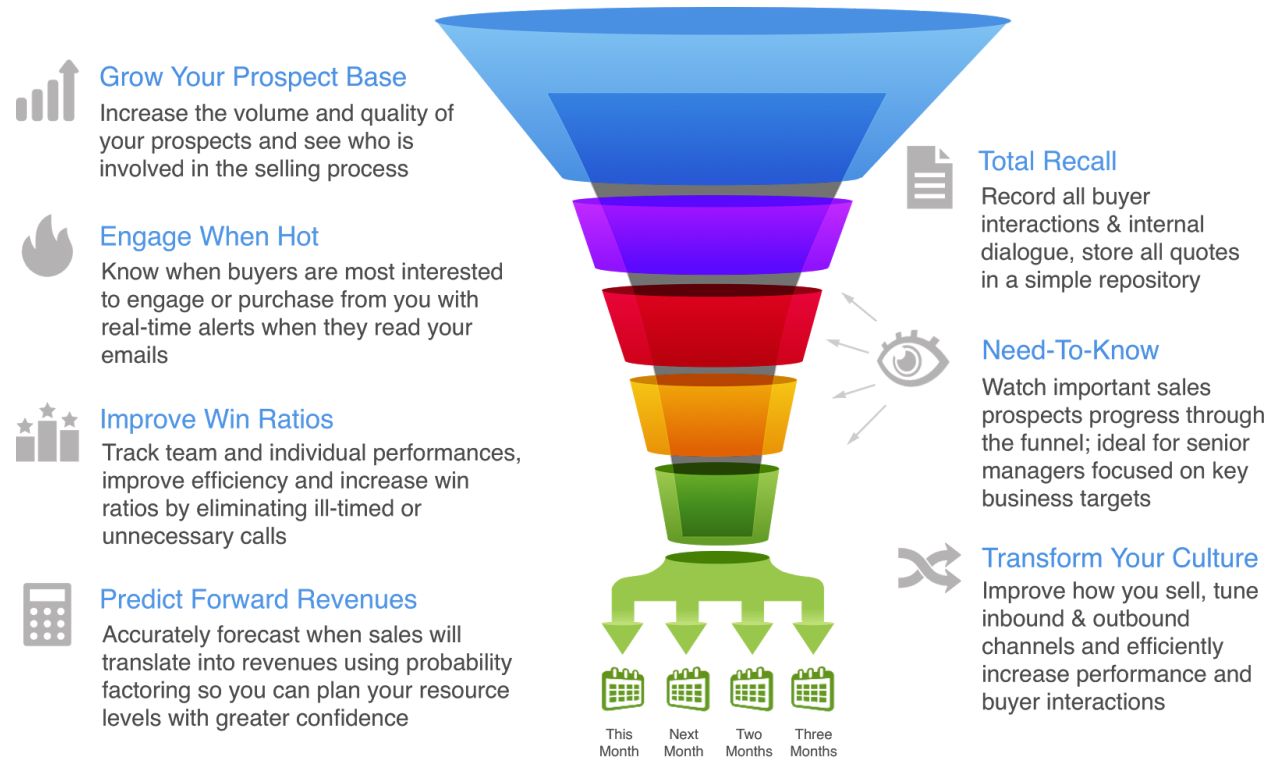 Grow Your Prospect Base
Increase the volume and quality of
your prospects and see who is
involved in the selling process
Engage When Hot
Know when buyers are most interested
to engage or purchase from you with
real-time alerts when they read your
emails
Improve Win Ratios
Track team and individual performances,
improve efficiency and increase win
ratios by eliminating ill-timed or
unnecessary calls
Predict Forward Revenues
Accurately forecast when sales will
translate into revenues using probability
factoring so you can plan your resource
levels with greater confidence
Total Recall
Record all buyer
interactions & internal
dialogue, store all quotes
in a simple repository
Need-To-Know
Watch important sales
prospects progress through
the funnel; ideal for senior
managers focused on key
business targets
Transform Your Culture
Improve how you sell, tune
inbound & outbound
channels and efficiently
increase performance and
buyer interactions
This
Month
Next
Month
Two
Months
Three
Months